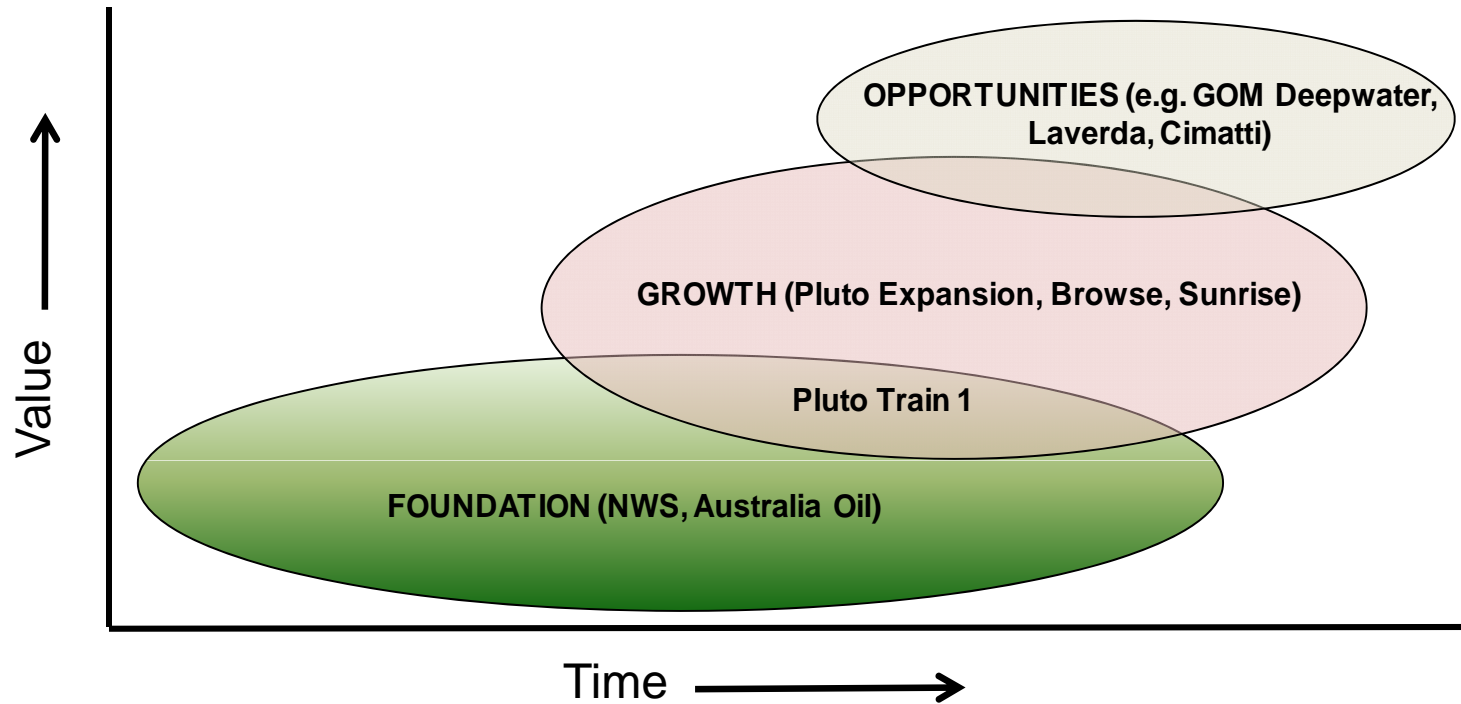 OPPORTUNITIES (e.g. GOM Deepwater,
Laverda, Cimatti)
GROWTH (Pluto Expansion, Browse, Sunrise)
Pluto Train 1
FOUNDATION (NWS, Australia Oil)
Value
Time